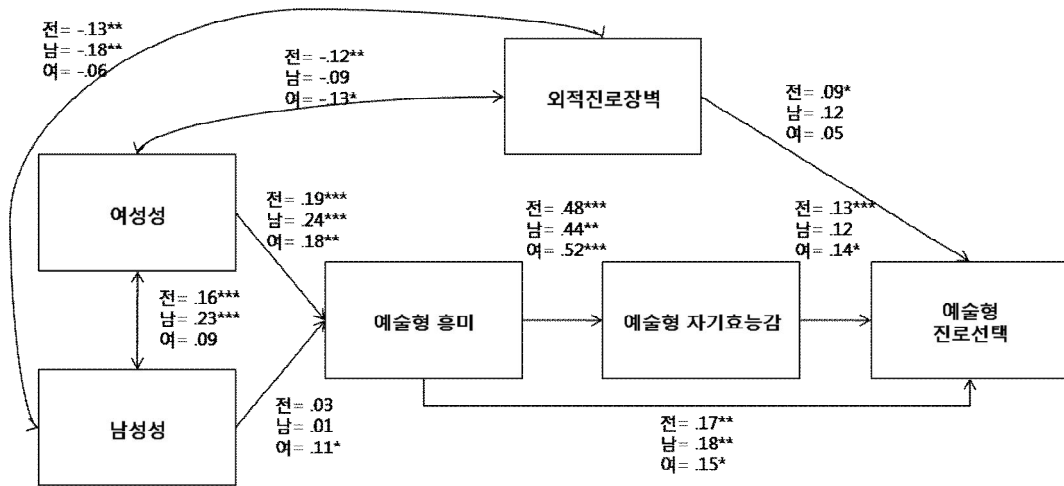 전= -.13**
남= -.18**
여= -.06
전= -.12**
남= -.09
여= -.13*
외적진로장벽
전= .09*
남= .12
여= .05
여성성
전= .19***
남= .24***
여= .18**
전= .48***
남= .44**
여= .52***
전= .13***
남= .12
여= .14*
전= .16***
남= .23***
여= .09
예술형 흥미
예술형 자기효능감
예술형
진로선택
남성성
전= .03
남= .01
여= .11*
전= .17**
남= .18**
여= .15*